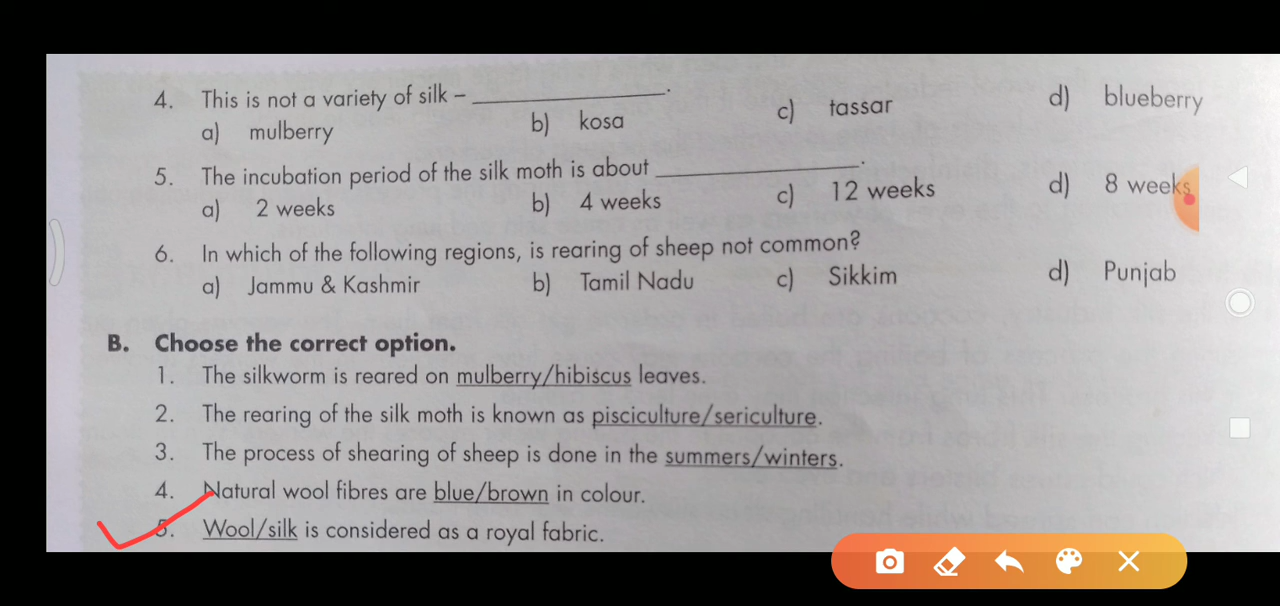 4. This is not a variety of silk – ____________.
a) mulberry b) kosa c) tassar d) blueberry
5. The incubation period of the silk moth is about ____________.
a) 2 weeks b) 4 weeks c) 12 weeks d) 8 weeks
6. In which of the following regions, is rearing of sheep not common?
a) Jammu & Kashmir b) Tamil Nadu c) Sikkim d) Punjab
B. Choose the correct option.
1. The silkworm is reared on mulberry/hibiscus leaves.
2. The rearing of the silk moth is known as pisciculture/sericulture.
3. The process of shearing of sheep is done in the summers/winters.
4. Natural wool fibres are blue/brown in colour.
5. Wool/silk is considered as a royal fabric.